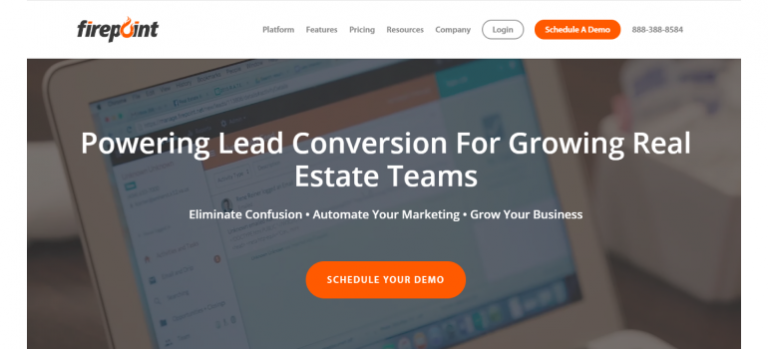 firepoint
Platform Features Pricing Resources Company Login Schedule A Demo 888-388-8584
Powering Lead Conversion For Growing Real
Estate Teams
Eliminate Confusion • Automate Your Marketing • Grow Your Business
SCHEDULE YOUR DEMO